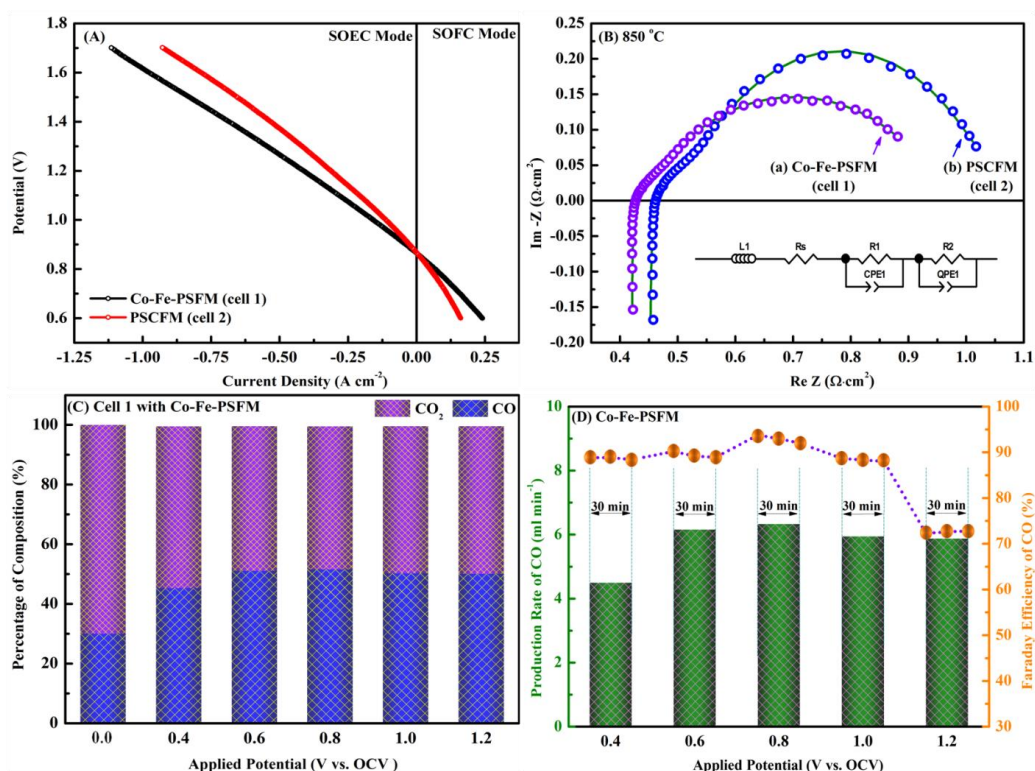 (A)
SOEC Mode
SOFC Mode
Potential (V)
1.8
1.6
1.4
1.2
1.0
0.8
0.6
Co-Fe-PSFM (cell 1)
PSCFM (cell 2)
-1.25 -1.00 -0.75 -0.50 -0.25 0.00 0.25
Current Density (A cm⁻²)
(B) 850 °C
Im -Z (Ω·cm²)
0.25
0.20
0.15
0.10
0.05
0.00
-0.05
-0.10
-0.15
-0.20
(a) Co-Fe-PSFM
(cell 1)
(b) PSCFM
(cell 2)
L1 Rs R1 R2
CPE1 QPE1
0.4 0.5 0.6 0.7 0.8 0.9 1.0 1.1
Re Z (Ω·cm²)
(C) Cell 1 with Co-Fe-PSFM
CO₂ CO
Percentage of Composition (%)
100
80
60
40
20
0
0.0 0.4 0.6 0.8 1.0 1.2
Applied Potential (V vs. OCV )
(D) Co-Fe-PSFM
Production Rate of CO (ml min⁻¹)
10
8
6
4
2
0
30 min 30 min 30 min 30 min 30 min
0.4 0.6 0.8 1.0 1.2
Applied Potential (V vs. OCV)
100
90
80
70
60
50
40
30
Faraday Efficiency of CO (%)